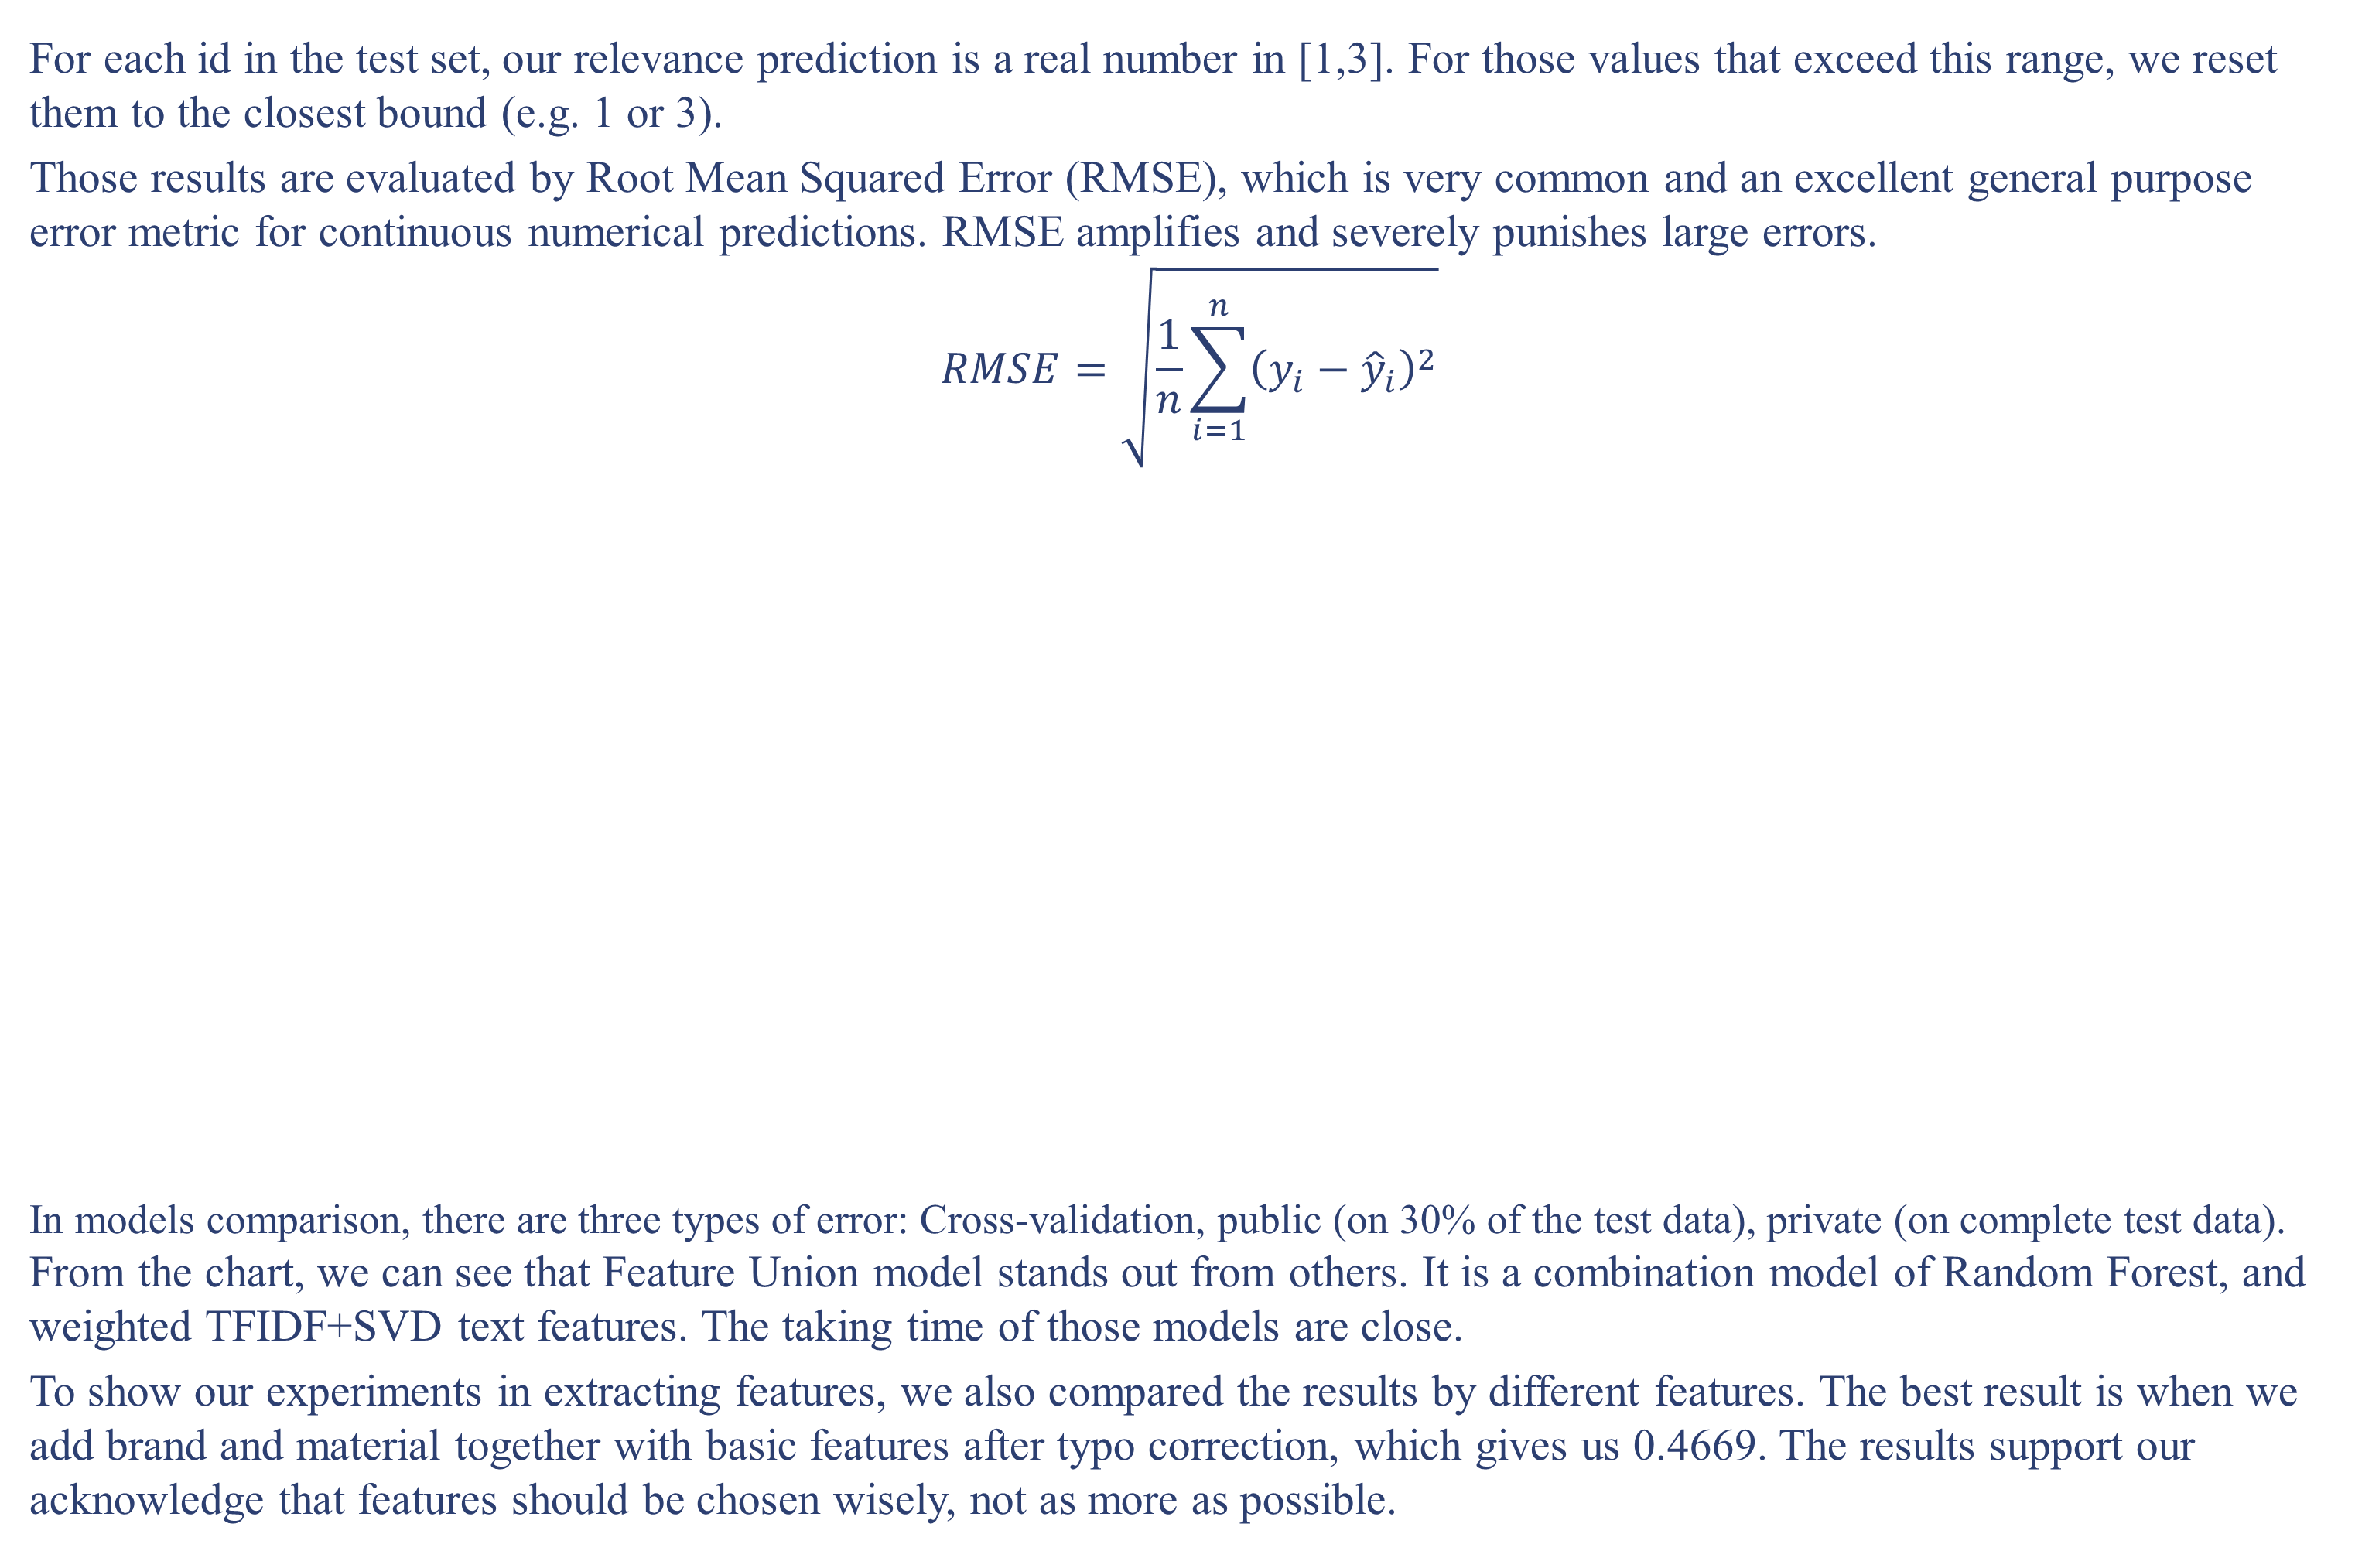 For each id in the test set, our relevance prediction is a real number in [1,3]. For those values that exceed this range, we reset
them to the closest bound (e.g. 1 or 3).
Those results are evaluated by Root Mean Squared Error (RMSE), which is very common and an excellent general purpose
error metric for continuous numerical predictions. RMSE amplifies and severely punishes large errors.
RMSE = √(1/n ∑_{i=1}^{n} (y_i − ŷ_i)²)
In models comparison, there are three types of error: Cross-validation, public (on 30% of the test data), private (on complete test data).
From the chart, we can see that Feature Union model stands out from others. It is a combination model of Random Forest, and
weighted TFIDF+SVD text features. The taking time of those models are close.
To show our experiments in extracting features, we also compared the results by different features. The best result is when we
add brand and material together with basic features after typo correction, which gives us 0.4669. The results support our
acknowledge that features should be chosen wisely, not as more as possible.